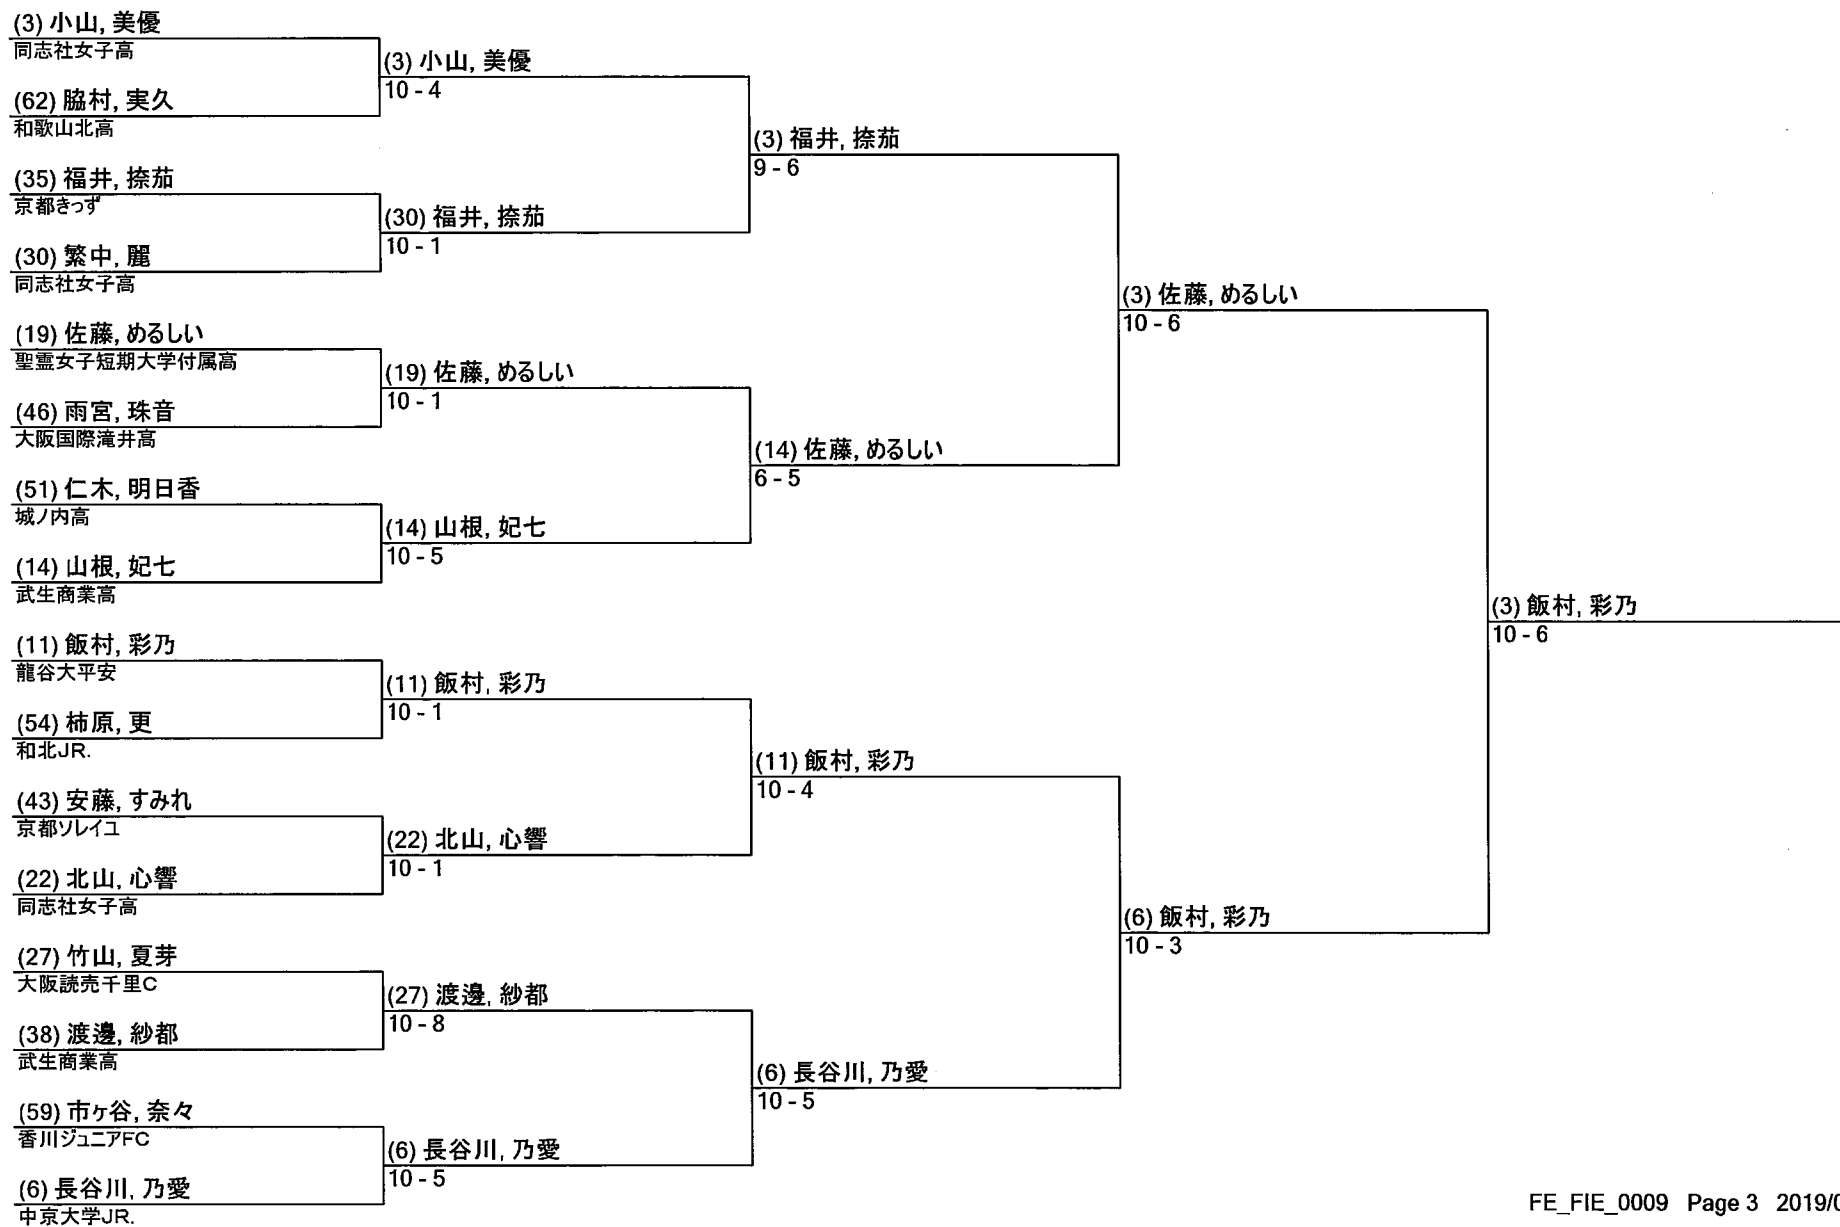 (3) 小山, 美優
同志社女子高
(62) 脇村, 実久
和歌山北高
(35) 福井, 捺茄
京都きっず
(30) 繁中, 麗
同志社女子高
(19) 佐藤, めるしい
聖霊女子短期大学付属高
(46) 雨宮, 珠音
大阪国際滝井高
(51) 仁木, 明日香
城ノ内高
(14) 山根, 妃七
武生商業高
(11) 飯村, 彩乃
龍谷大平安
(54) 柿原, 更
和北JR.
(43) 安藤, すみれ
京都ソレイユ
(22) 北山, 心響
同志社女子高
(27) 竹山, 夏芽
大阪読売千里C
(38) 渡邊, 紗都
武生商業高
(59) 市ヶ谷, 奈々
香川ジュニアFC
(6) 長谷川, 乃愛
中京大学JR.
(3) 小山, 美優
10 - 4
(30) 福井, 捺茄
10 - 1
(19) 佐藤, めるしい
10 - 1
(14) 山根, 妃七
10 - 5
(11) 飯村, 彩乃
10 - 1
(22) 北山, 心響
10 - 1
(27) 渡邊, 紗都
10 - 8
(6) 長谷川, 乃愛
10 - 5
(3) 福井, 捺茄
9 - 6
(14) 佐藤, めるしい
6 - 5
(11) 飯村, 彩乃
10 - 4
(6) 長谷川, 乃愛
10 - 5
(3) 佐藤, めるしい
10 - 6
(6) 飯村, 彩乃
10 - 3
(3) 飯村, 彩乃
10 - 6
FE_FIE_0009 Page 3 2019/0